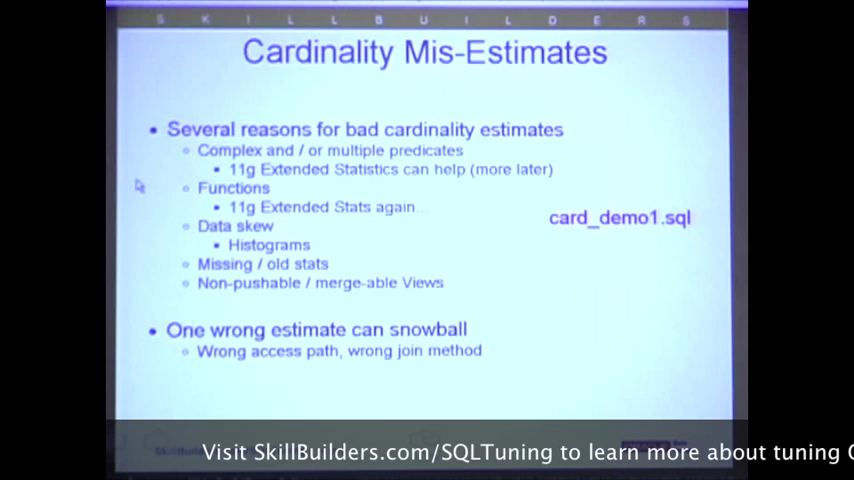 S K I L L B U I L D E R S
Cardinality Mis-Estimates
• Several reasons for bad cardinality estimates
Complex and / or multiple predicates
11g Extended Statistics can help (more later)
Functions
11g Extended Stats again...
Data skew
Histograms
card_demo1.sql
Missing / old stats
Non-pushable / merge-able Views
• One wrong estimate can snowball
Wrong access path, wrong join method
Visit SkillBuilders.com/SQLTuning to learn more about tuning